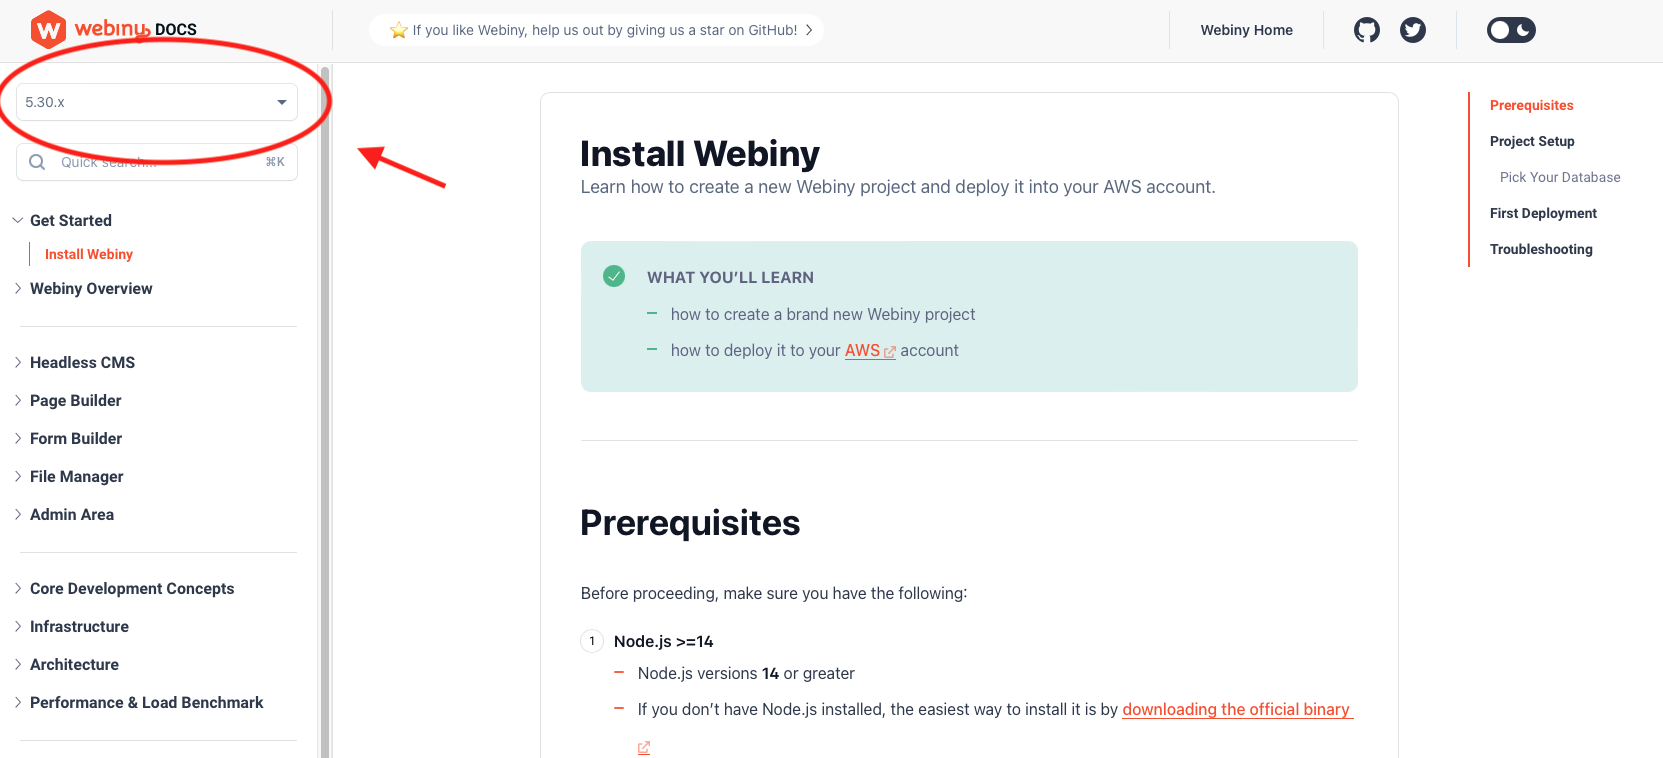 webiny DOCS
⭐ If you like Webiny, help us out by giving us a star on GitHub!
Webiny Home
5.30.x
Quick search... ⌘K
Get Started
Install Webiny
Webiny Overview
Headless CMS
Page Builder
Form Builder
File Manager
Admin Area
Core Development Concepts
Infrastructure
Architecture
Performance & Load Benchmark
Install Webiny
Learn how to create a new Webiny project and deploy it into your AWS account.
WHAT YOU’LL LEARN
how to create a brand new Webiny project
how to deploy it to your AWS account
Prerequisites
Before proceeding, make sure you have the following:
1 Node.js >=14
Node.js versions 14 or greater
If you don’t have Node.js installed, the easiest way to install it is by downloading the official binary
Prerequisites
Project Setup
Pick Your Database
First Deployment
Troubleshooting